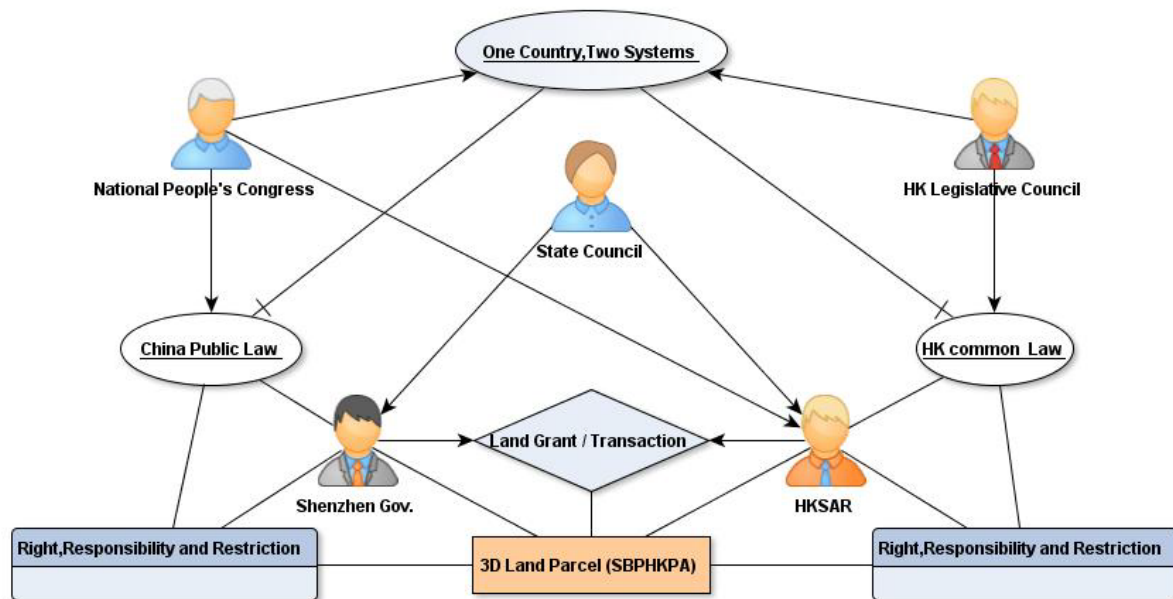 One Country,Two Systems
National People's Congress
HK Legislative Council
State Council
China Public Law
HK common Law
Land Grant / Transaction
Shenzhen Gov.
HKSAR
Right,Responsibility and Restriction
3D Land Parcel (SBPHKPA)
Right,Responsibility and Restriction